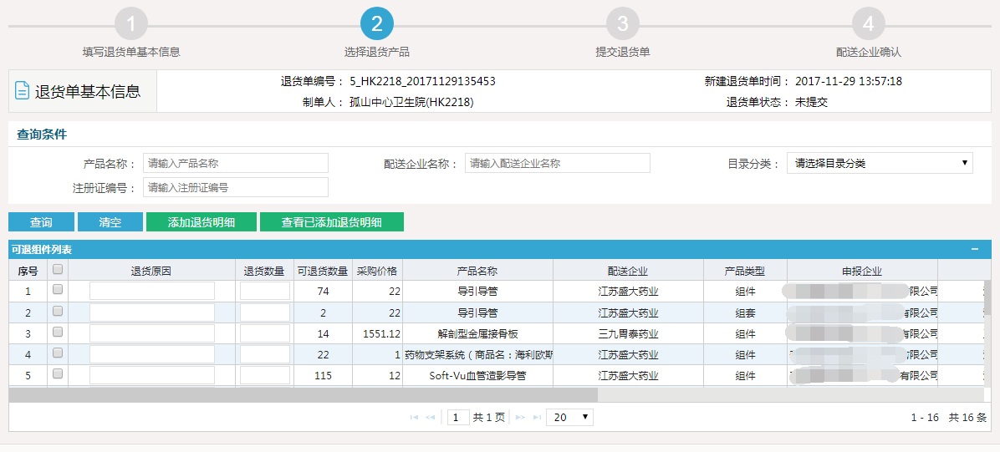 1 2 3 4
填写退货单基本信息 选择退货产品 提交退货单 配送企业确认
退货单基本信息
退货单编号： 5_HK2218_20171129135453 新建退货单时间： 2017-11-29 13:57:18
制单人： 孤山中心卫生院(HK2218) 退货单状态： 未提交
查询条件
产品名称： 请输入产品名称 配送企业名称： 请输入配送企业名称 目录分类： 请选择目录分类
注册证编号： 请输入注册证编号
查询 清空 添加退货明细 查看已添加退货明细
可退组件列表
序号 退货原因 退货数量 可退货数量 采购价格 产品名称 配送企业 产品类型 申报企业
1 74 22 导引导管 江苏盛大药业 组件 有限公司
2 2 22 导引导管 江苏盛大药业 组套 有限公司
3 14 1551.12 解剖型金属接骨板 三九胃泰药业 组件 有限公司
4 22 1 药物支架系统（商品名：海利欧斯 江苏盛大药业 组件 有限公司
5 115 12 Soft-Vu血管造影导管 江苏盛大药业 组件 有限公司
1 共 1 页 20 1 - 16 共 16 条